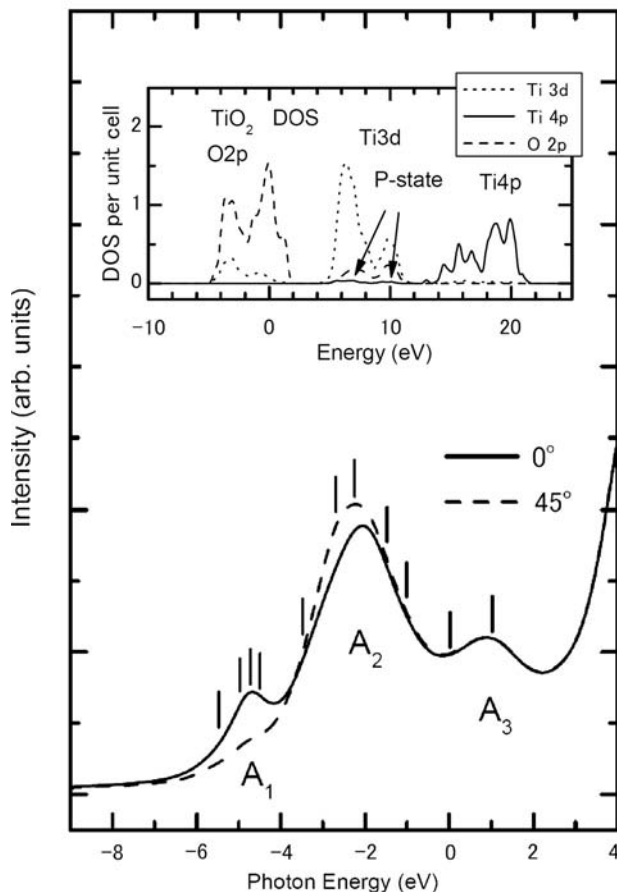 TiO2 DOS
O2p
Ti3d
P-state
Ti4p
Ti 3d
Ti 4p
O 2p
DOS per unit cell
2
1
0
-10
0
10
20
Energy (eV)
Intensity (arb. units)
0°
45°
A1
A2
A3
-8
-6
-4
-2
0
2
4
Photon Energy (eV)